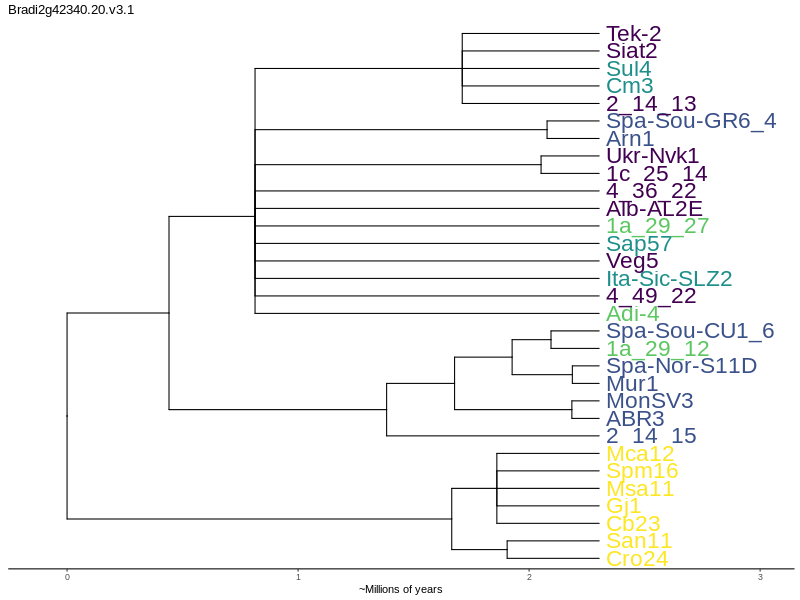 Bradi2g42340.20.v3.1
Tek-2
Siat2
Sul4
Cm3
2_14_13
Spa-Sou-GR6_4
Arn1
Ukr-Nvk1
1c_25_14
4_36_22
Alb-AL2E
1a_29_27
Sap57
Veg5
Ita-Sic-SLZ2
4_49_22
Adi-4
Spa-Sou-CU1_6
1a_29_12
Spa-Nor-S11D
Mur1
MonSV3
ABR3
2_14_15
Mca12
Spm16
Msa11
Gj1
Cb23
San11
Cro24
0 1 2 3
~Millions of years